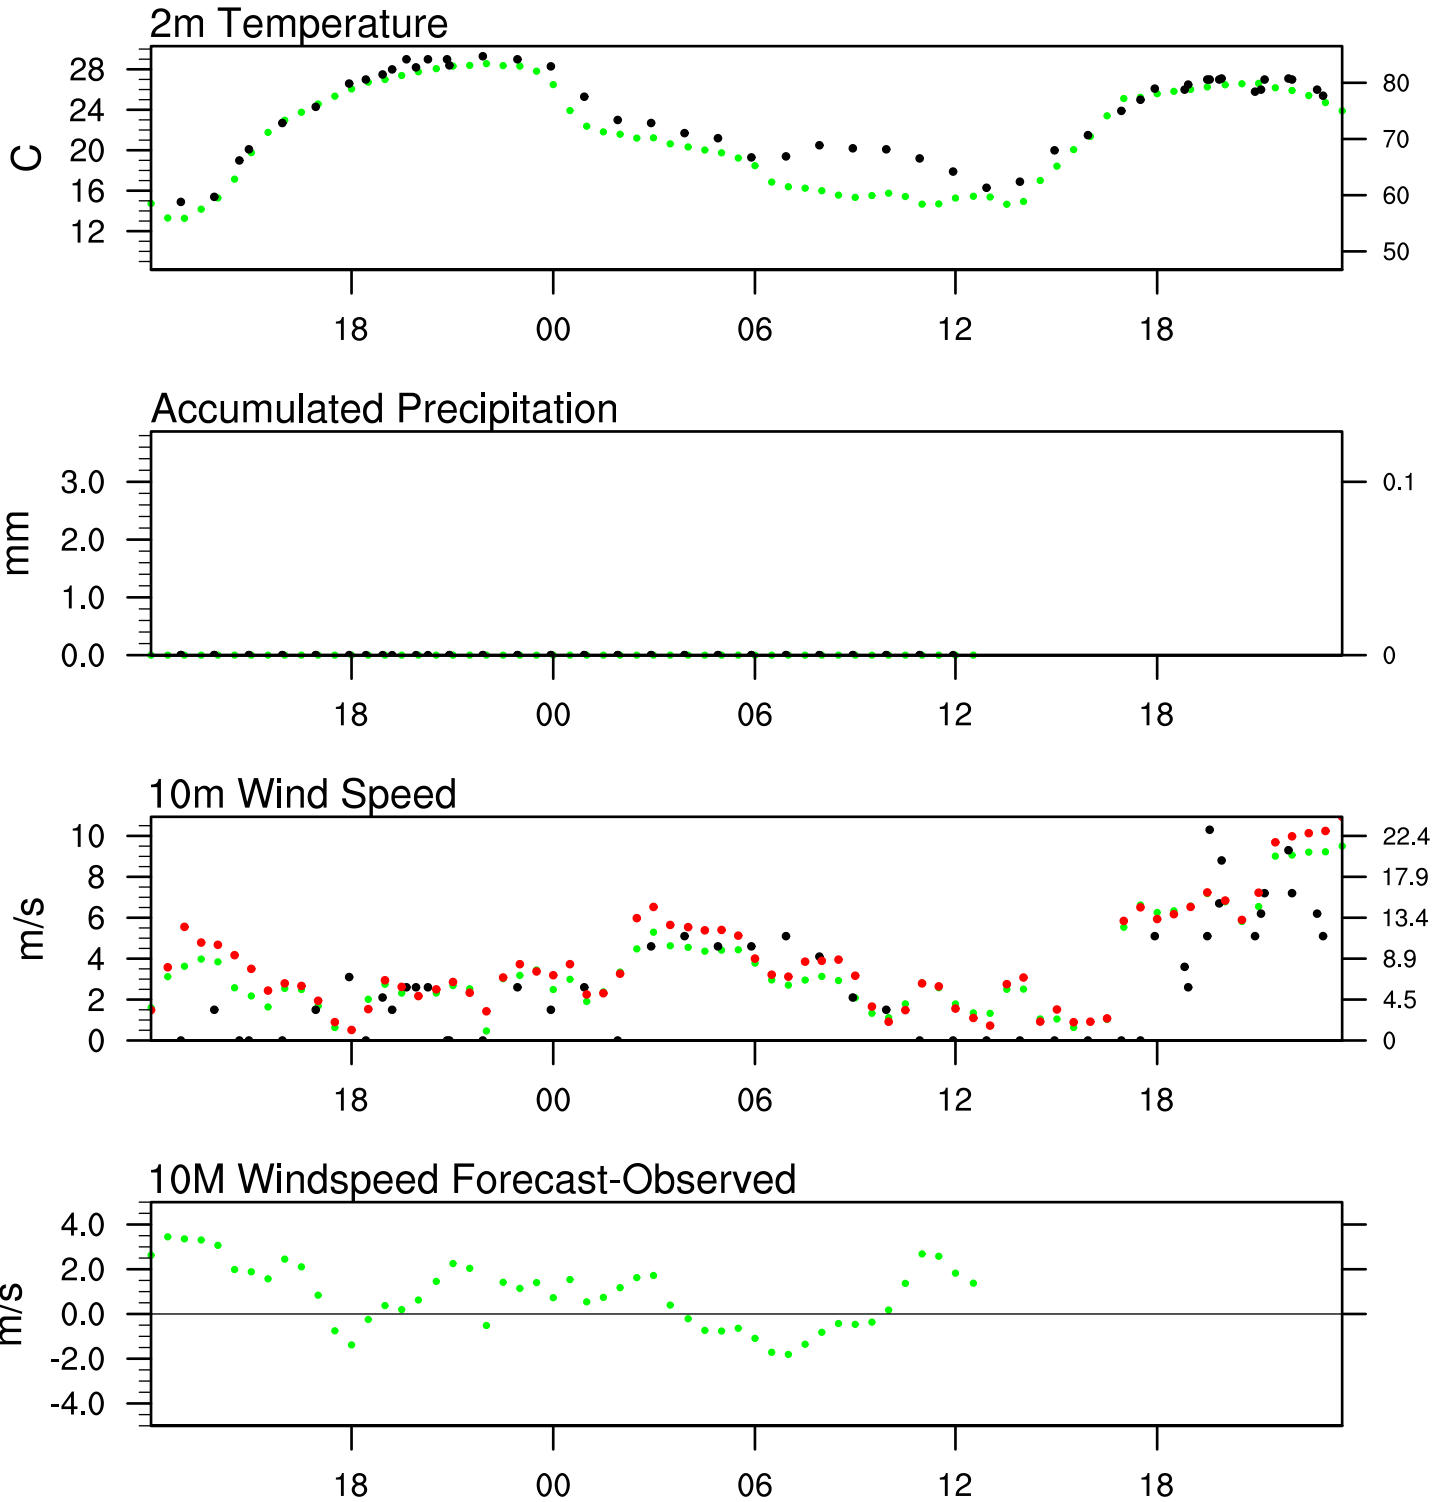 2m Temperature
28
24
20
16
12
C
80
70
60
50
18 00 06 12 18
Accumulated Precipitation
3.0
2.0
1.0
0.0
mm
0.1
0
18 00 06 12 18
10m Wind Speed
10
8
6
4
2
0
m/s
22.4
17.9
13.4
8.9
4.5
0
18 00 06 12 18
10M Windspeed Forecast-Observed
4.0
2.0
0.0
-2.0
-4.0
m/s
18 00 06 12 18